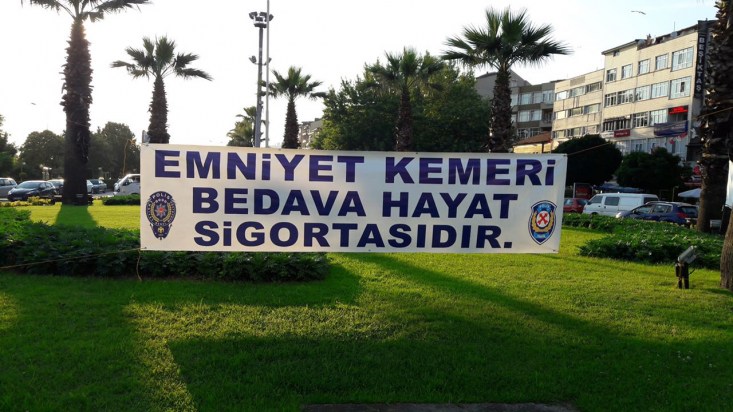 EMNiYET KEMERi
BEDAVA HAYAT
SiGORTASIDIR.